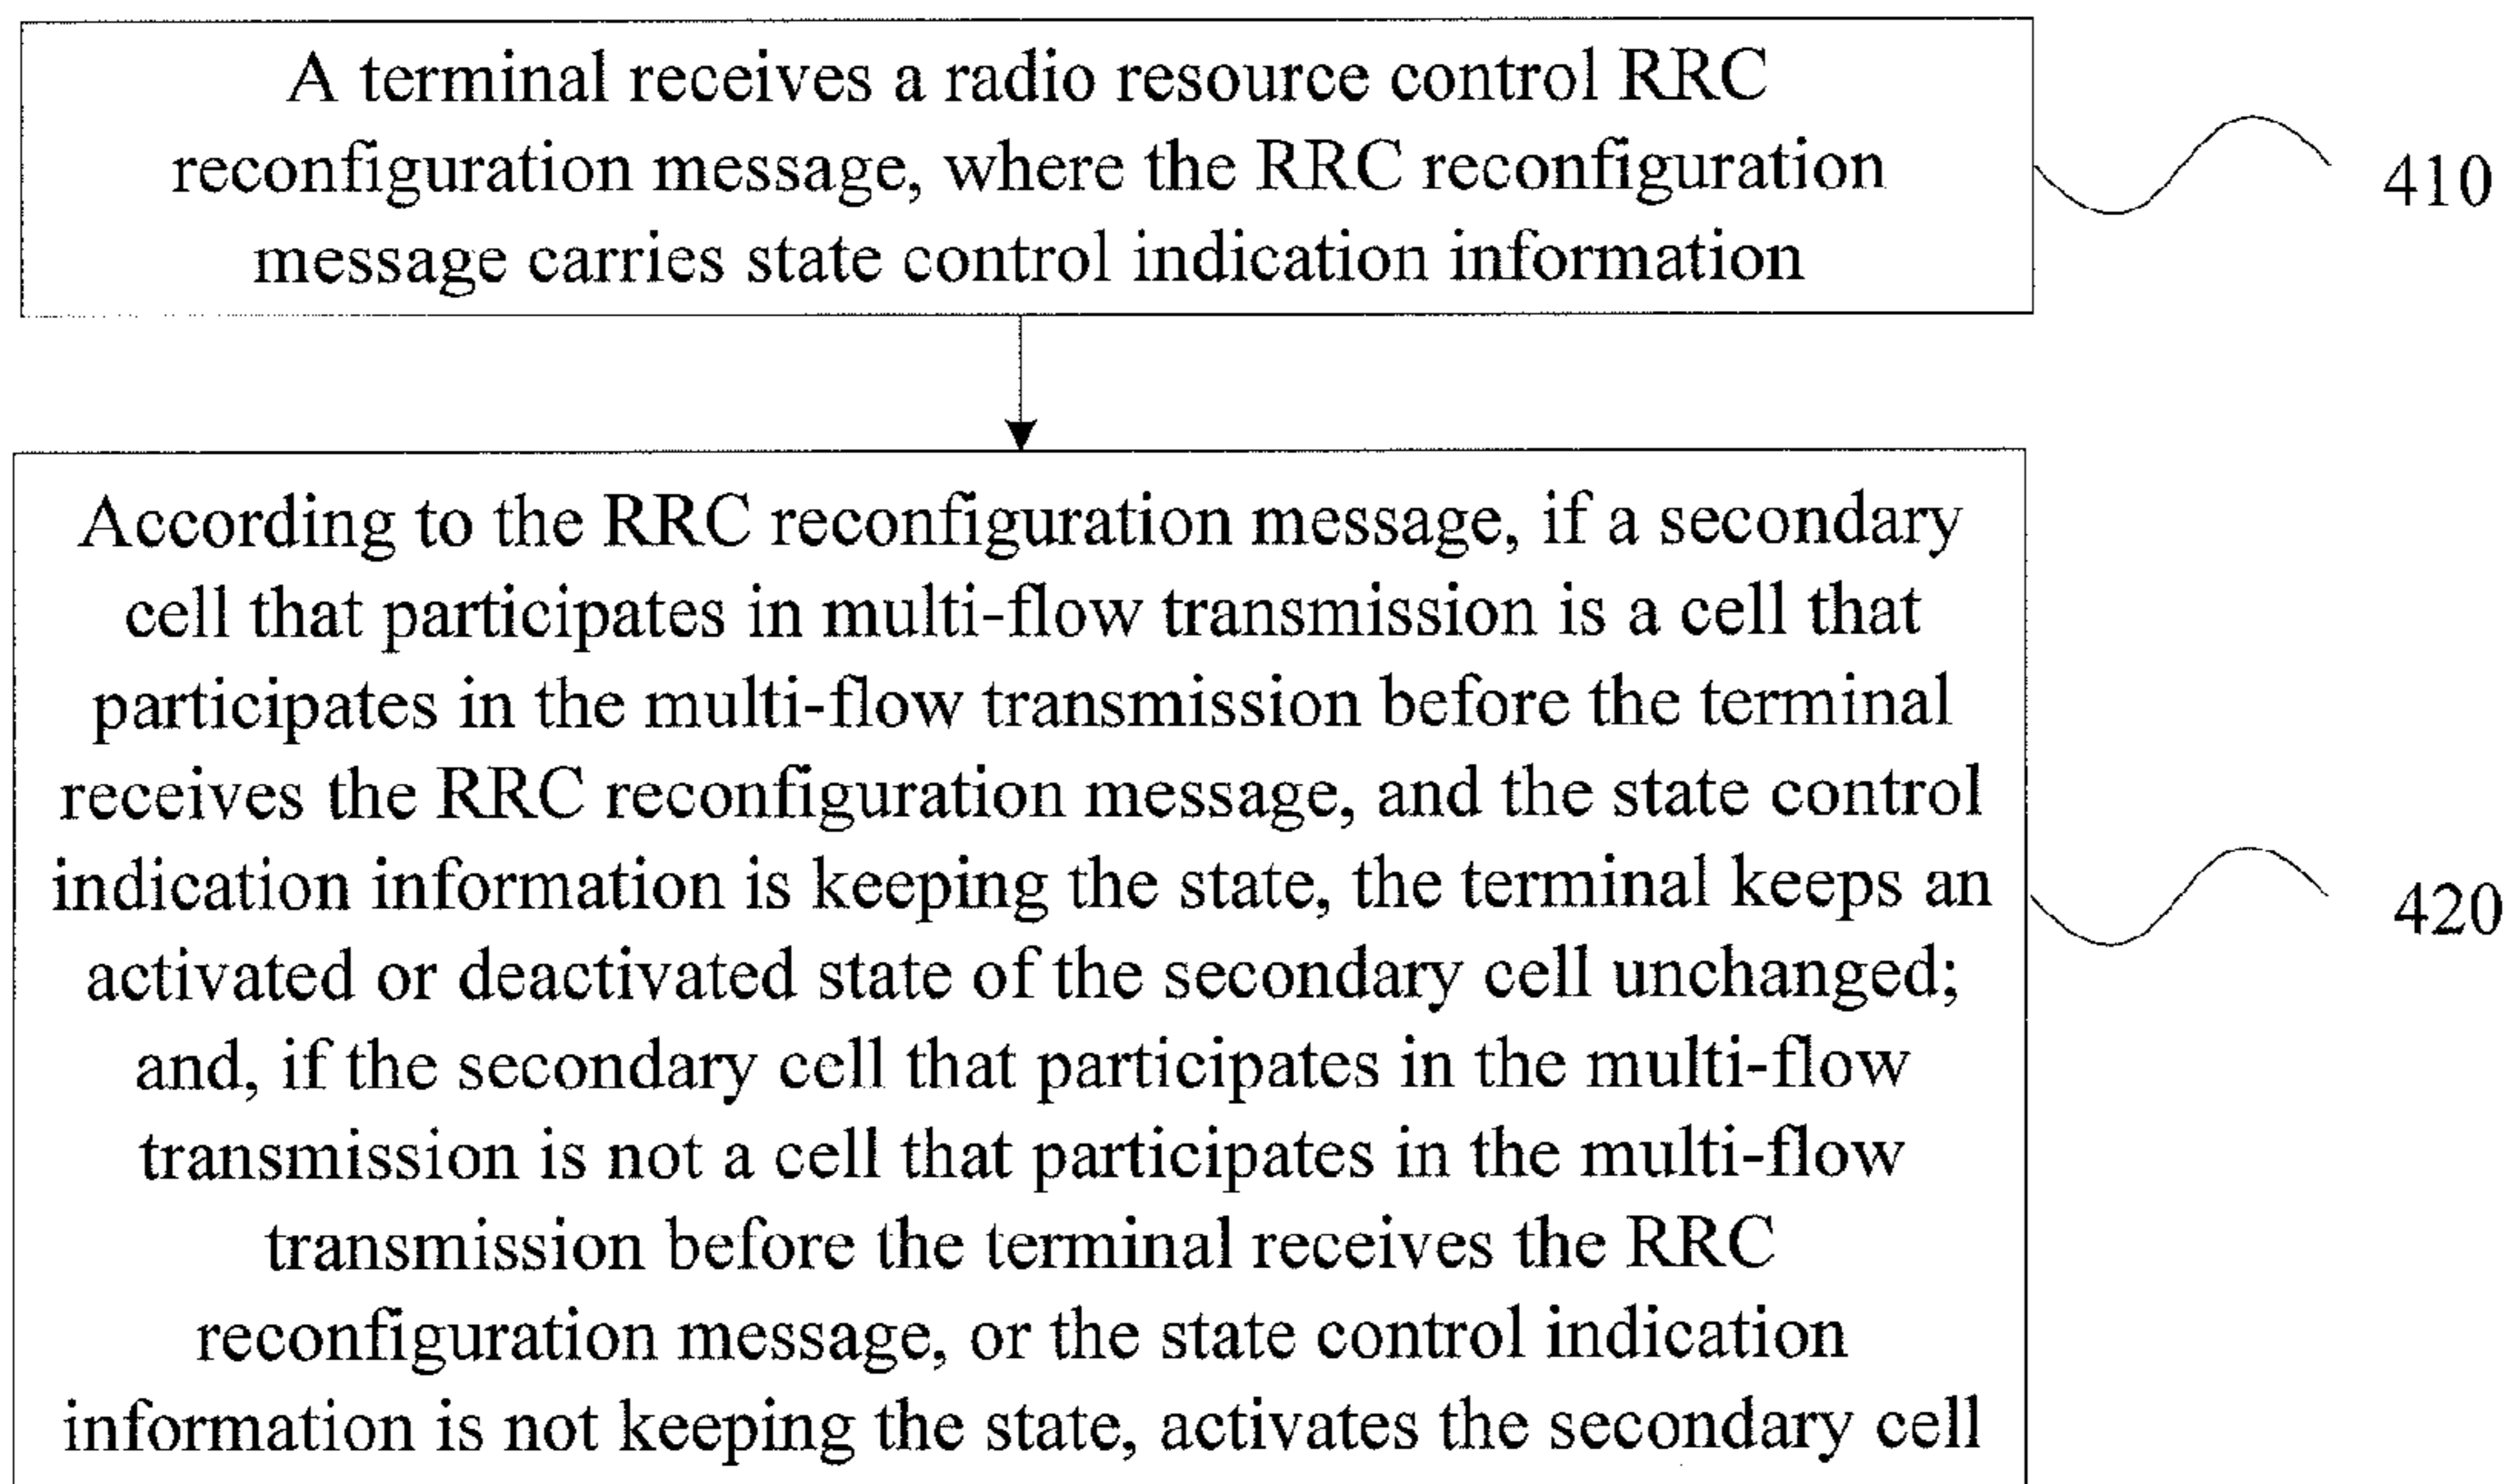 A terminal receives a radio resource control RRC
reconfiguration message, where the RRC reconfiguration
message carries state control indication information
410
According to the RRC reconfiguration message, if a secondary
cell that participates in multi-flow transmission is a cell that
participates in the multi-flow transmission before the terminal
receives the RRC reconfiguration message, and the state control
indication information is keeping the state, the terminal keeps an
activated or deactivated state of the secondary cell unchanged;
and, if the secondary cell that participates in the multi-flow
transmission is not a cell that participates in the multi-flow
transmission before the terminal receives the RRC
reconfiguration message, or the state control indication
information is not keeping the state, activates the secondary cell
420